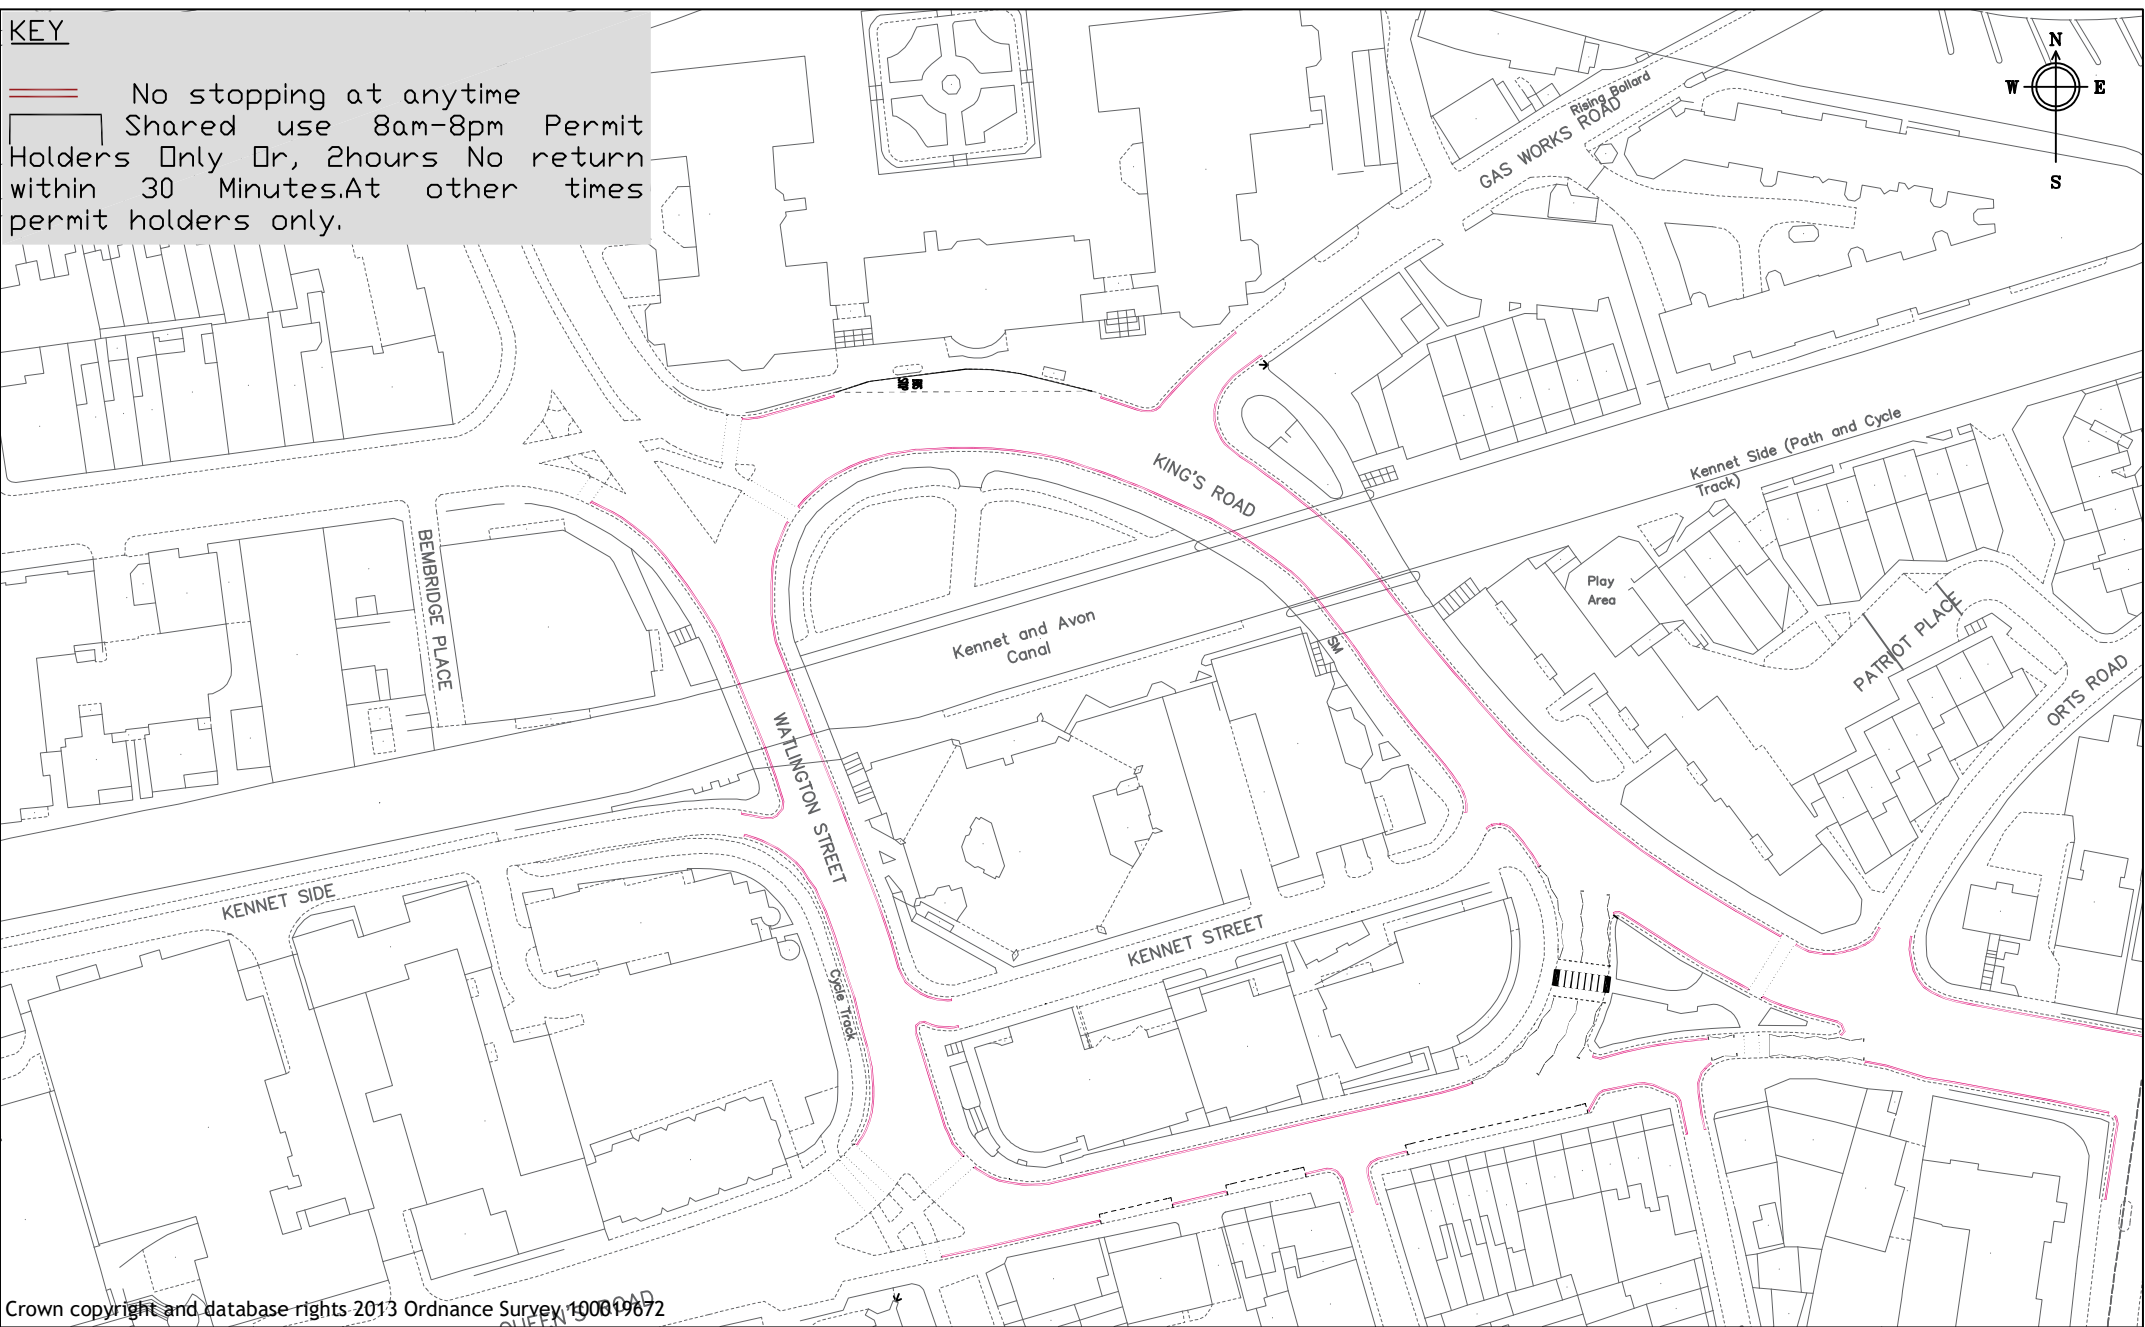 KEY
No stopping at anytime
Shared use 8am-8pm Permit
Holders Only Or, 2hours No return
within 30 Minutes.At other times
permit holders only.
N
W E
S
Rising Bollard
GAS WORKS ROAD
KING'S ROAD
Kennet Side (Path and Cycle
Track)
BEMBRIDGE PLACE
Play
Area
Kennet and Avon
Canal
SM
PATRIOT PLACE
ORTS ROAD
WATLINGTON STREET
KENNET SIDE
KENNET STREET
Cycle Track
QUEEN'S ROAD
Crown copyright and database rights 2013 Ordnance Survey 100019672